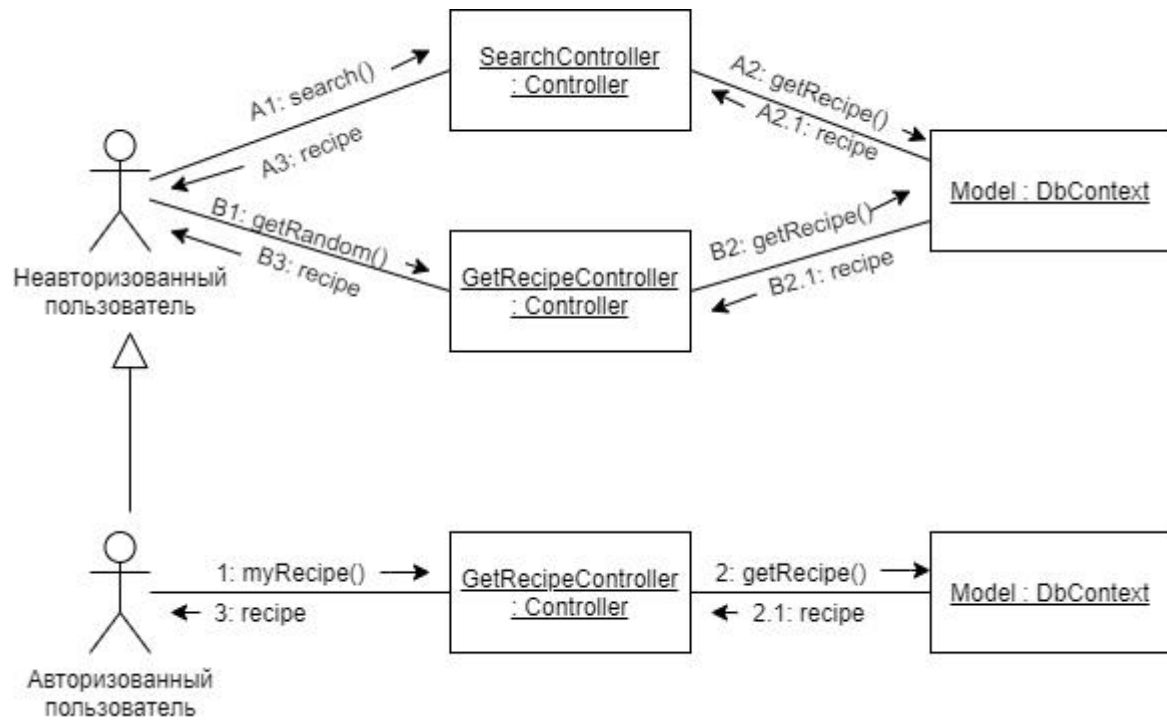 SearchController
: Controller
A1: search()
A3: recipe
A2: getRecipe()
A2.1: recipe
Model : DbContext
B1: getRandom()
B3: recipe
GetRecipeController
: Controller
B2: getRecipe()
B2.1: recipe
Неавторизованный
пользователь
1: myRecipe()
3: recipe
GetRecipeController
: Controller
2: getRecipe()
2.1: recipe
Model : DbContext
Авторизованный
пользователь